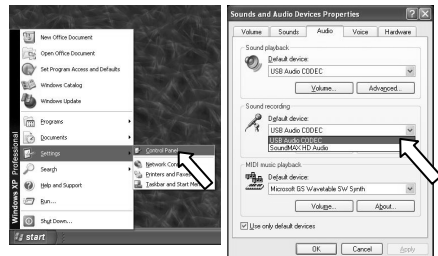 New Office Document
Open Office Document
Set Program Access and Defaults
Windows Catalog
Windows Update
Programs
Documents
Settings
Search
Help and Support
Run...
Shut Down...
Control Panel
Network Con
Printers and Faxes
Taskbar and Start Men
Windows XP Professional
start
Sounds and Audio Devices Properties
Volume Sounds Audio Voice Hardware
Sound playback
Default device:
USB Audio CODEC
Volume... Advanced...
Sound recording
Default device:
USB Audio CODEC
USB Audio CODEC
SoundMAX HD Audio
MIDI music playback
Default device:
Microsoft GS Wavetable SW Synth
Volume... About...
Use only default devices
OK Cancel Apply